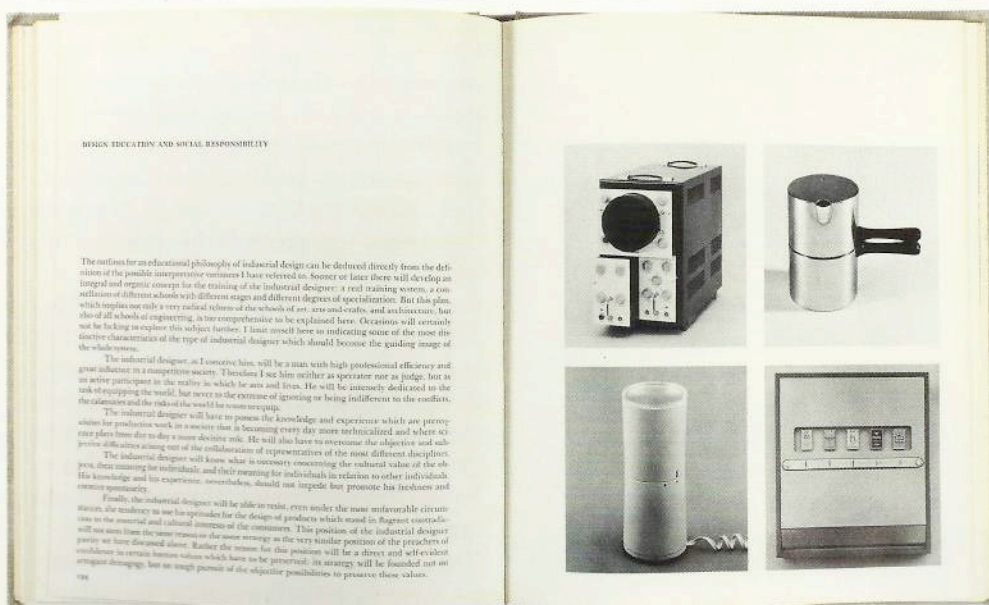 DESIGN EDUCATION AND SOCIAL RESPONSIBILITY
The outlines for an educational philosophy of industrial design can be deduced directly from the defi-
nition of the possible interpretative variances I have referred to. Sooner or later there will develop an
integral and organic concept for the training of the industrial designer: a real training system, a con-
stellation of different schools with different stages and different degrees of specialization. But this plan,
which implies not only a very radical reform of the schools of art, arts and crafts, and architecture, but
also of all schools of engineering, is too comprehensive to be explained here. Occasions will certainly
not be lacking to explore this subject further. I limit myself here to indicating some of the most dis-
tinctive characteristics of the type of industrial designer which should become the guiding image of
the whole system.
The industrial designer, as I conceive him, will be a man with high professional efficiency and
great influence in a competitive society. Therefore I see him neither as spectator nor as judge, but as
an active participant in the reality in which he acts and lives. He will be intensely dedicated to the
task of equipping the world, but never to the extreme of ignoring or being indifferent to the conflicts,
the calamities and the risks of the world he wants to equip.
The industrial designer will have to possess the knowledge and experience which are prereq-
uisites for production work in a society that is becoming every day more technicalized and where sci-
ence plays from day to day a more decisive role. He will also have to overcome the objective and sub-
jective difficulties arising out of the collaboration of representatives of the most different disciplines.
The industrial designer will know what is necessary concerning the cultural value of the ob-
jects, their meaning for individuals, and their meaning for individuals in relation to other individuals.
His knowledge and his experience, nevertheless, should not impede but promote his freshness and
creative spontaneity.
Finally, the industrial designer will be able to resist, even under the most unfavorable circum-
stances, the tendency to use his aptitudes for the design of products which stand in flagrant contradic-
tion to the material and cultural interests of the consumers. This position of the industrial designer
will not stem from the same reason or the same strategy as the very similar position of the preachers of
purity we have discussed above. Rather the reason for this position will be a direct and self-evident
confidence in certain human values which have to be preserved; its strategy will be founded not on
arrogant demagogy, but on tough pursuit of the objective possibilities to preserve these values.